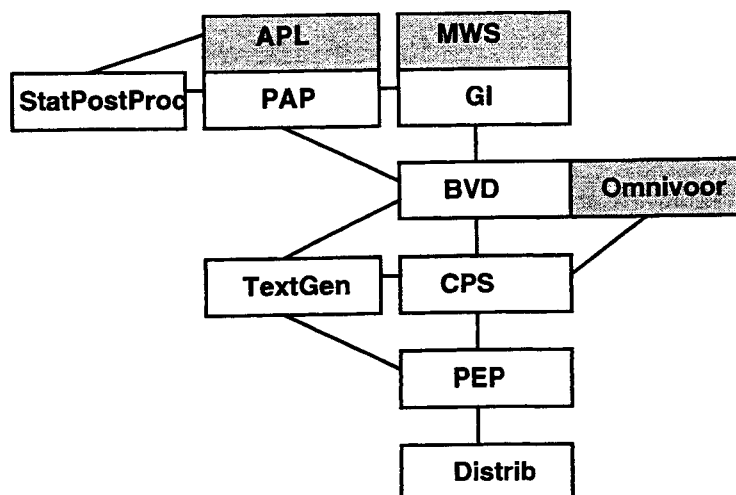 APL
MWS
StatPostProc
PAP
GI
BVD
Omnivoor
TextGen
CPS
PEP
Distrib